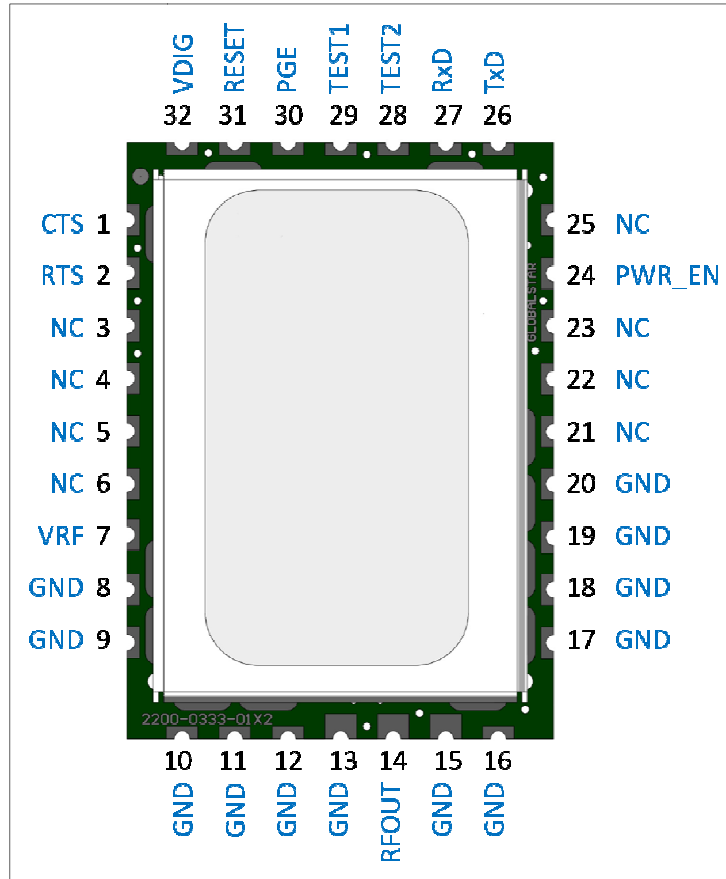 VDIG RESET PGE TEST1 TEST2 RxD TxD
32 31 30 29 28 27 26
CTS 1
25 NC
RTS 2
24 PWR_EN
NC 3
23 NC
NC 4
22 NC
NC 5
21 NC
NC 6
20 GND
VRF 7
19 GND
GND 8
18 GND
GND 9
17 GND
GLOBALSTAR
2200-0333-01X2
10 11 12 13 14 15 16
GND GND GND GND RFOUT GND GND